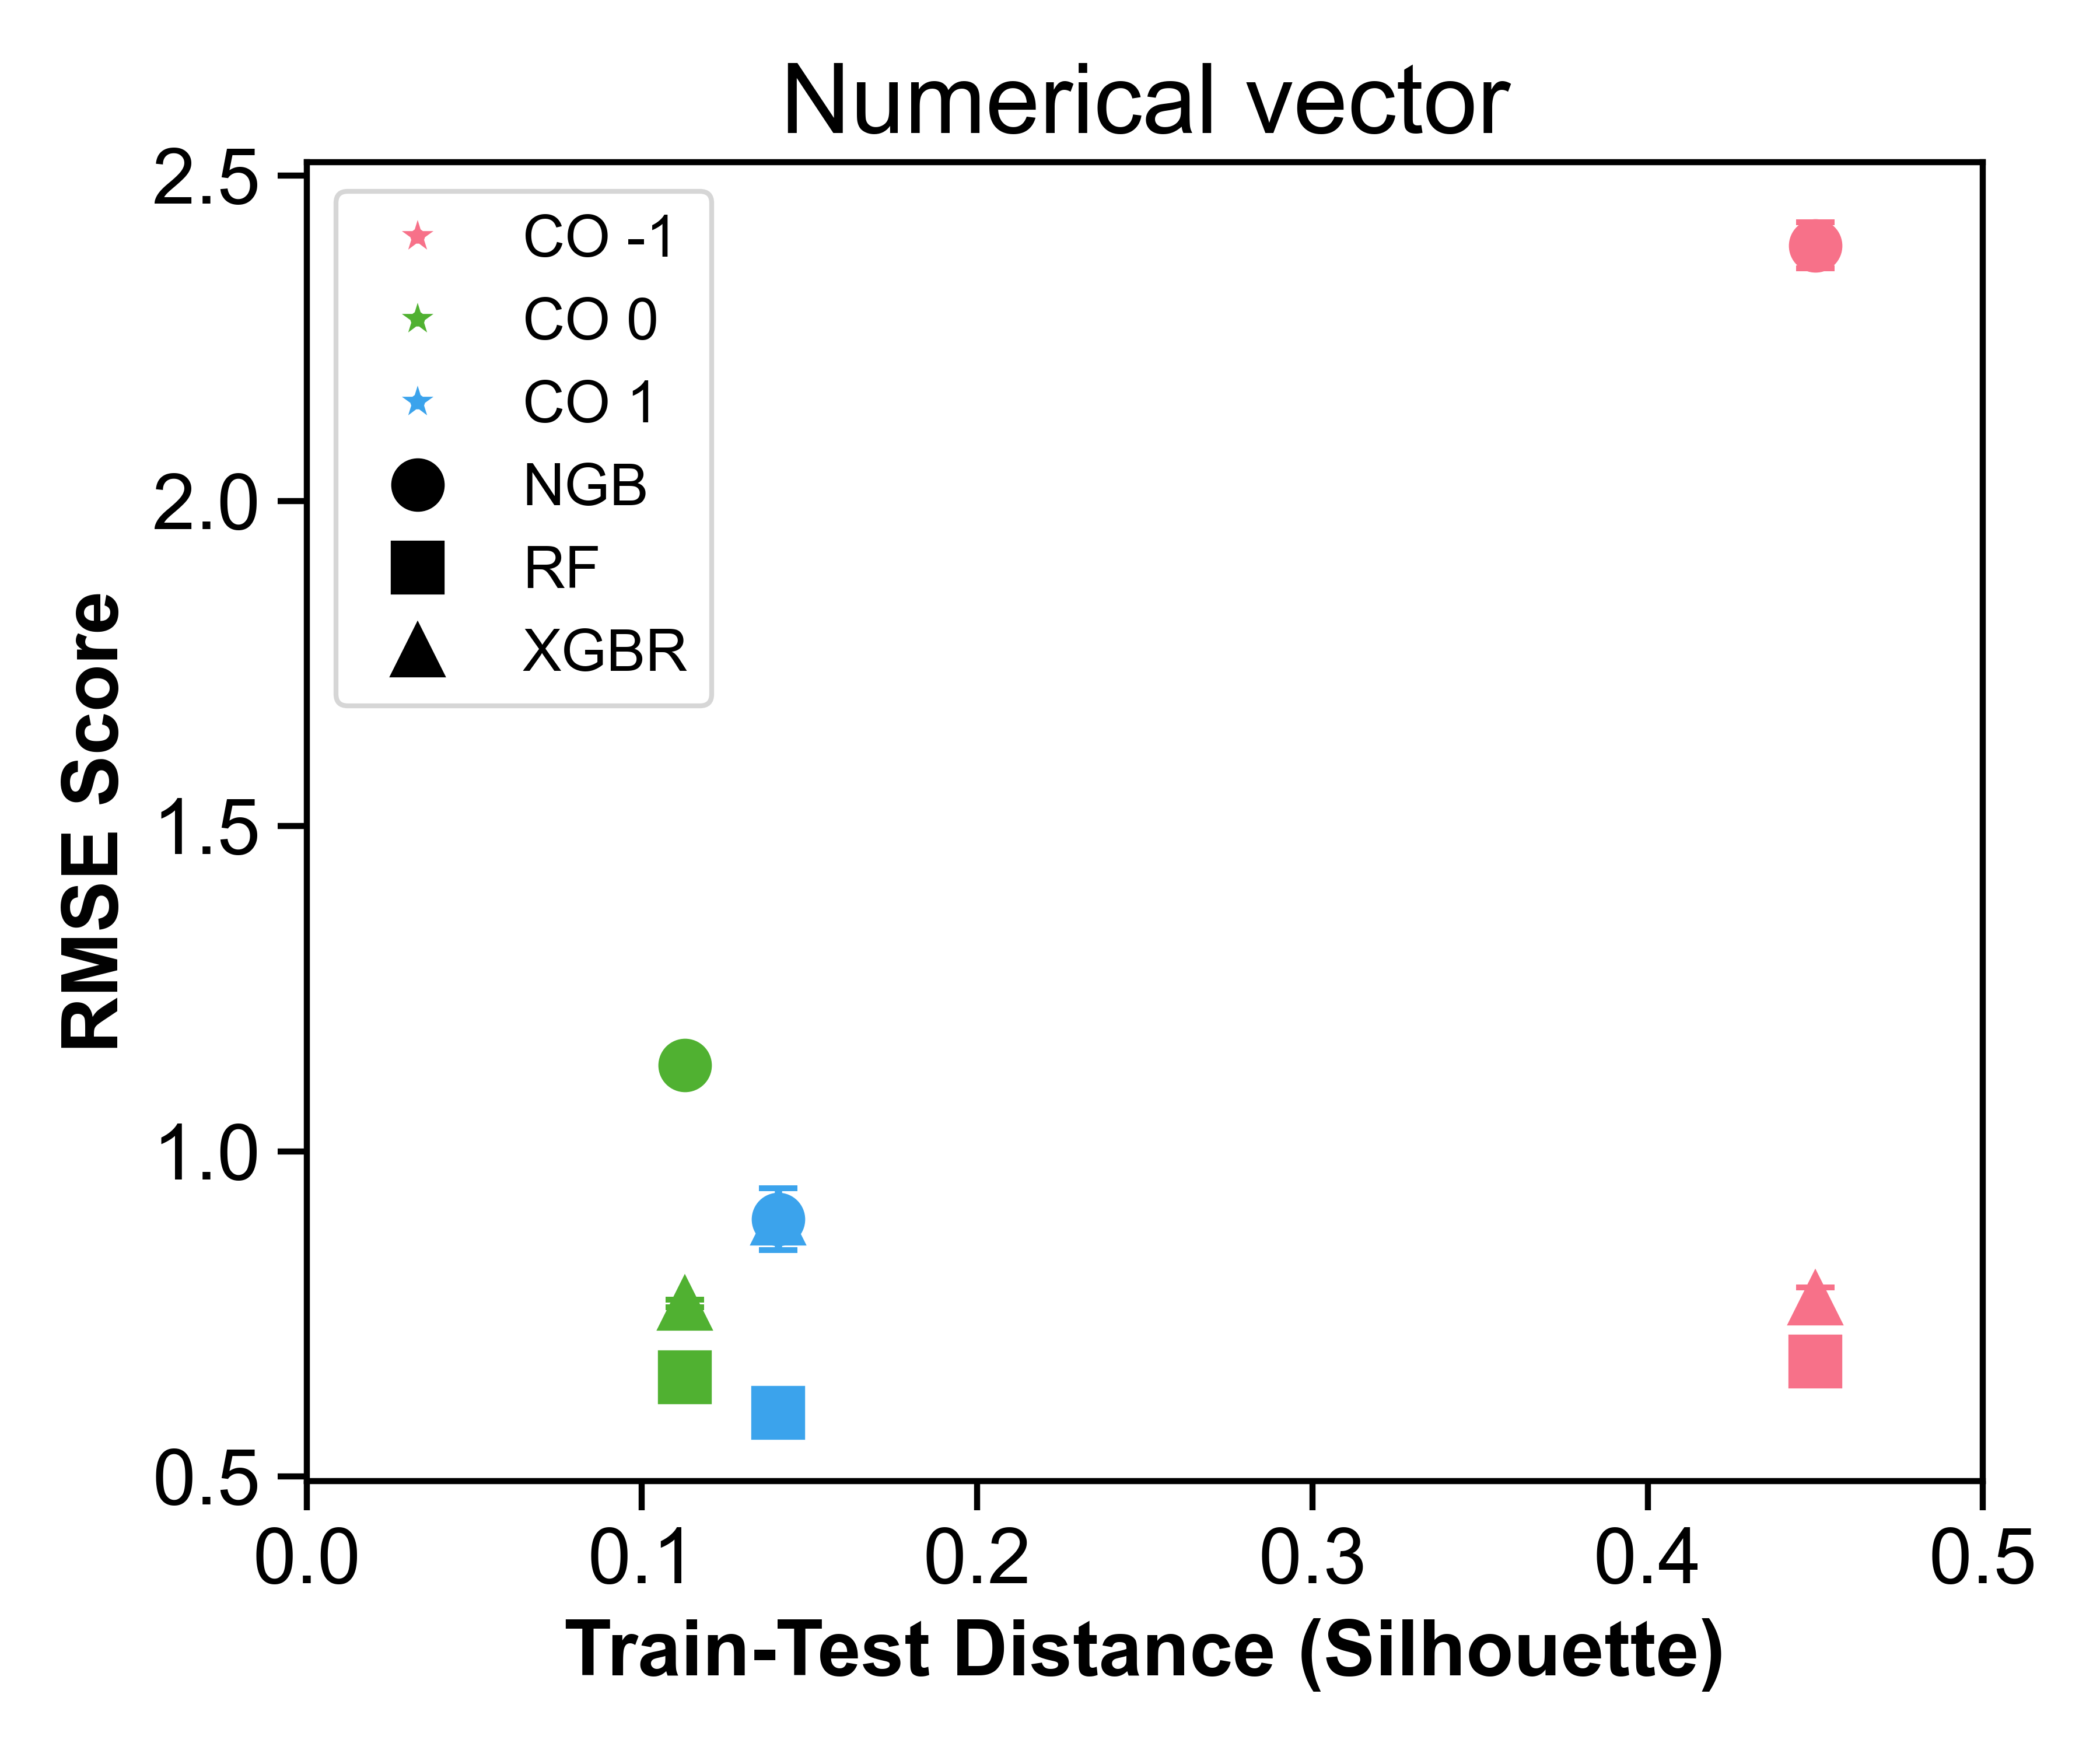 Numerical vector
2.5
2.0
1.5
1.0
0.5
RMSE Score
CO -1
CO 0
CO 1
NGB
RF
XGBR
0.0 0.1 0.2 0.3 0.4 0.5
Train-Test Distance (Silhouette)